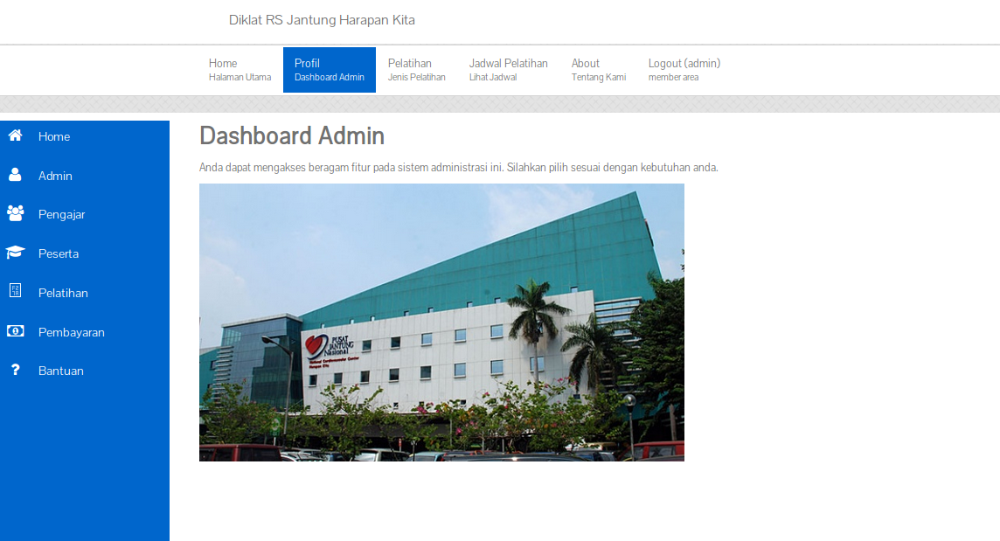 Diklat RS Jantung Harapan Kita
Home
Halaman Utama
Profil
Dashboard Admin
Pelatihan
Jenis Pelatihan
Jadwal Pelatihan
Lihat Jadwal
About
Tentang Kami
Logout (admin)
member area
Home
Admin
Pengajar
Peserta
Pelatihan
Pembayaran
Bantuan
Dashboard Admin
Anda dapat mengakses beragam fitur pada sistem administrasi ini. Silahkan pilih sesuai dengan kebutuhan anda.
PUSAT
JANTUNG
Nasional
National Cardiovascular Center
Harapan Kita